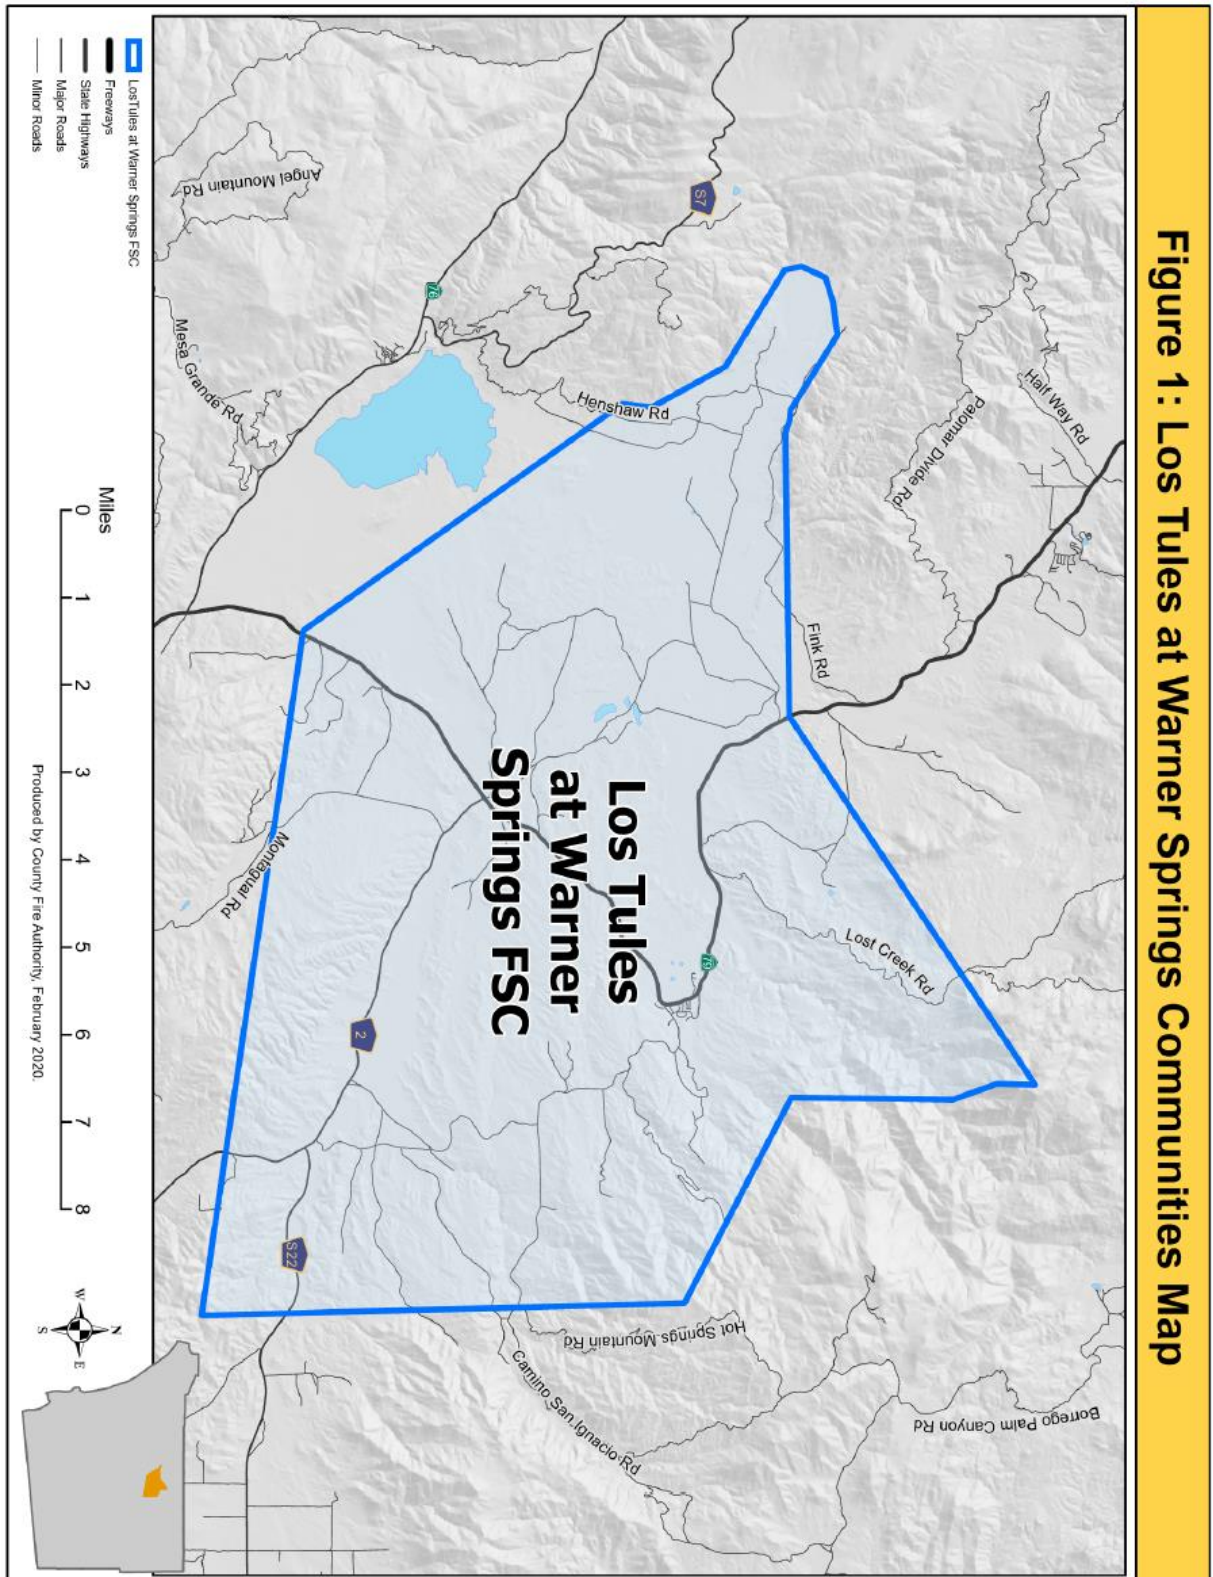 Figure 1: Los Tules at Warner Springs Communities Map
Half Way Rd
Palomar Divide Rd
Borrego Palm Canyon Rd
Fink Rd
Lost Creek Rd
S7
79
Hot Springs Mountain Rd
Henshaw Rd
Los Tules
at Warner
Springs FSC
Camino San Ignacio Rd
76
2
S22
Montagual Rd
Angel Mountain Rd
Mesa Grande Rd
LosTules at Warner Springs FSC
Freeways
State Highways
Major Roads
Minor Roads
Miles
0 1 2 3 4 5 6 7 8
Produced by County Fire Authority, February 2020.
N
W E
S